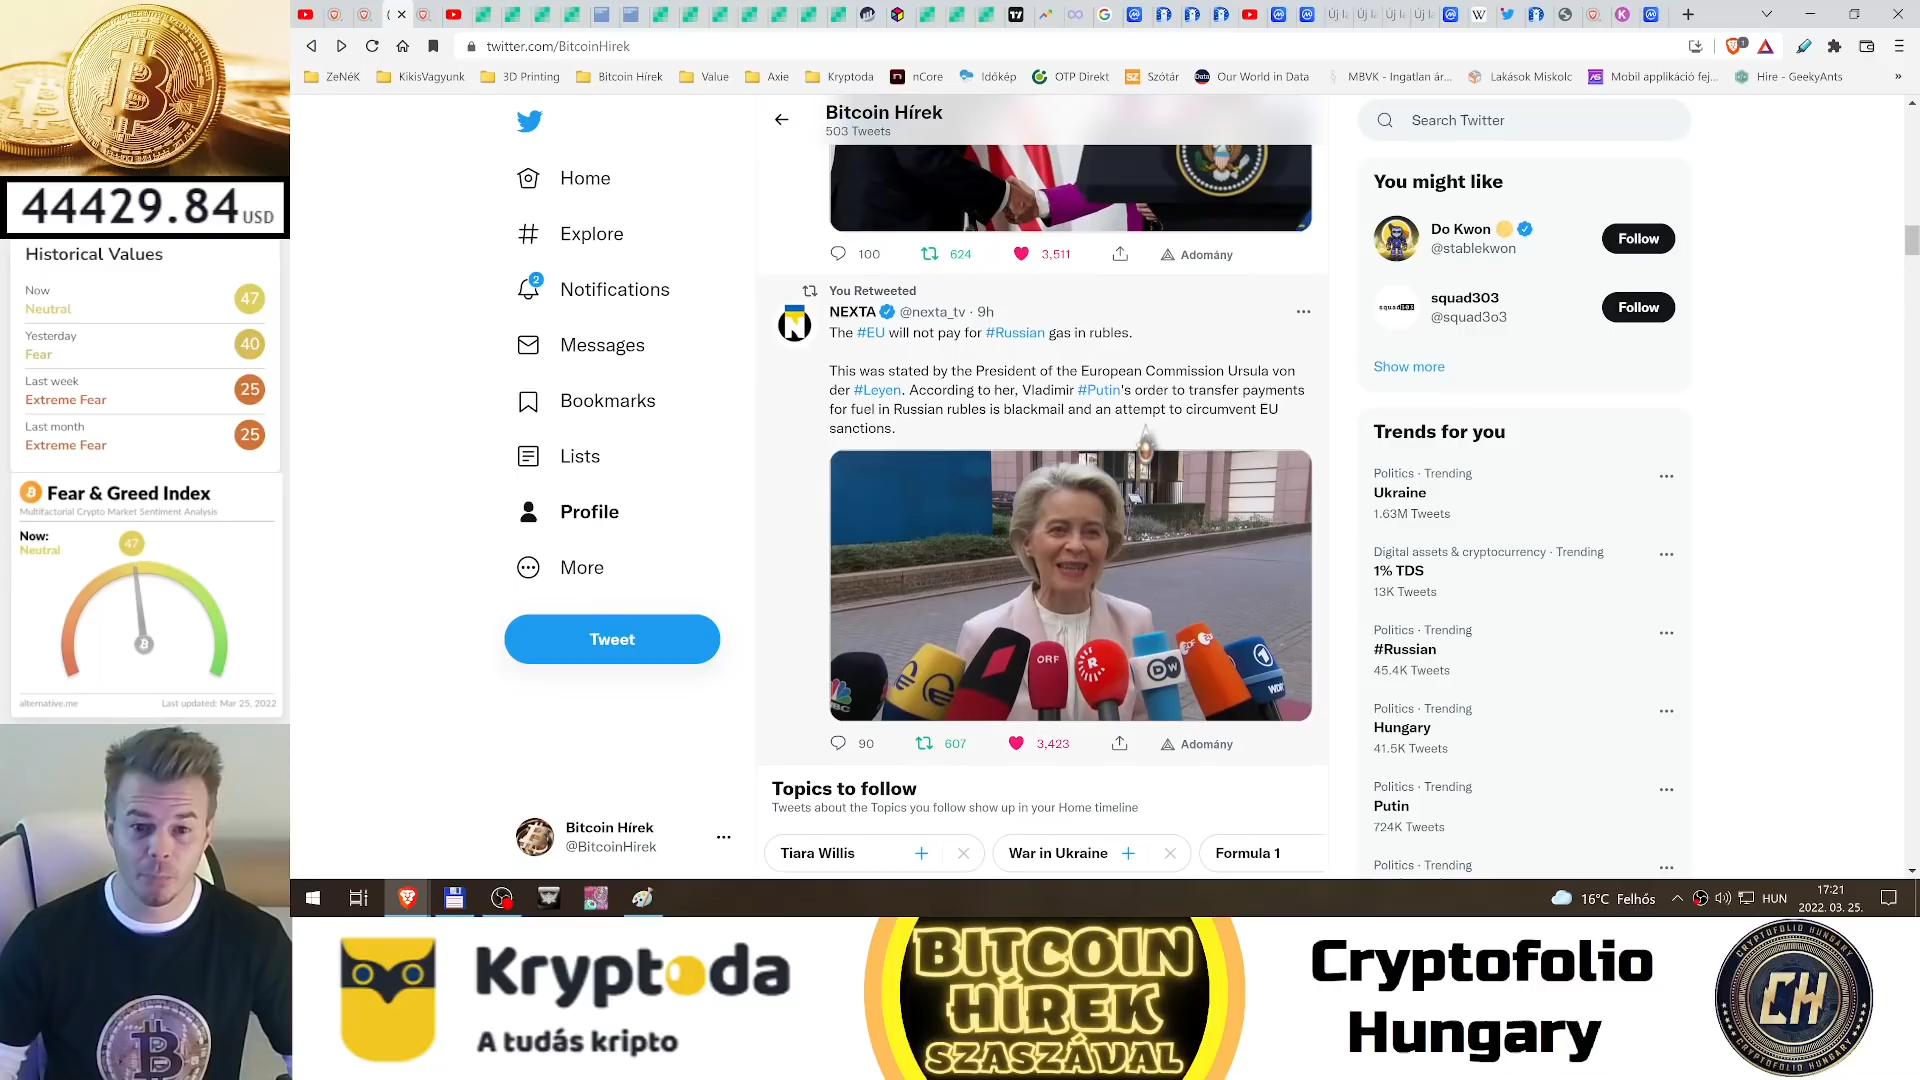 44429.84 USD
Historical Values
Now
Neutral
47
Yesterday
Fear
40
Last week
Extreme Fear
25
Last month
Extreme Fear
25
Fear & Greed Index
Multifactorial Crypto Market Sentiment Analysis
Now:
Neutral
47
alternative.me
Last updated: Mar 25, 2022
twitter.com/BitcoinHirek
ZeNéK
KikisVagyunk
3D Printing
Bitcoin Hírek
Value
Axie
Kryptoda
nCore
Időkép
OTP Direkt
Szótár
Our World in Data
MBVK - Ingatlan ár...
Lakások Miskolc
Mobil applikáció fej...
Hire - GeekyAnts
Home
Explore
2
Notifications
Messages
Bookmarks
Lists
Profile
More
Tweet
Bitcoin Hírek
@BitcoinHirek
Bitcoin Hírek
503 Tweets
100
624
3,511
Adomány
You Retweeted
NEXTA @nexta_tv · 9h
The #EU will not pay for #Russian gas in rubles.
This was stated by the President of the European Commission Ursula von
der #Leyen. According to her, Vladimir #Putin's order to transfer payments
for fuel in Russian rubles is blackmail and an attempt to circumvent EU
sanctions.
ORF
DW
ZDF
WDR
90
607
3,423
Adomány
Topics to follow
Tweets about the Topics you follow show up in your Home timeline
Tiara Willis
War in Ukraine
Formula 1
Search Twitter
You might like
Do Kwon
@stablekwon
Follow
squad303
@squad3o3
Follow
Show more
Trends for you
Politics · Trending
Ukraine
1.63M Tweets
Digital assets & cryptocurrency · Trending
1% TDS
13K Tweets
Politics · Trending
#Russian
45.4K Tweets
Politics · Trending
Hungary
41.5K Tweets
Politics · Trending
Putin
724K Tweets
Politics · Trending
16°C Felhős
HUN
17:21
2022. 03. 25.
Kryptoda
A tudás kripto
BITCOIN
HÍREK
SZASZÁVAL
Cryptofolio
Hungary
CRYPTOFOLIO HUNGARY
CH
CRYPTOFOLIO HUNGARY